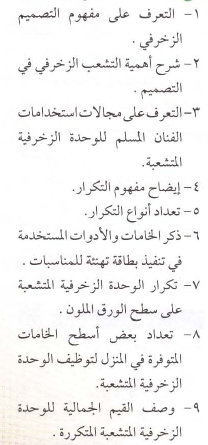 ١- التعرف على مفهوم التصميم
الزخرفي .
٢- شرح أهمية التشعب الزخرفي في
التصميم .
٣- التعرف على مجالات استخدامات
الفنان المسلم للوحدة الزخرفية
المتشعبة.
٤- إيضاح مفهوم التكرار.
٥- تعداد أنواع التكرار.
٦- ذكر الخامات والأدوات المستخدمة
في تنفيذ بطاقة تهنئة للمناسبات .
٧- تكرار الوحدة الزخرفية المتشعبة
على سطح الورق الملون .
٨- تعداد بعض أسطح الخامات
المتوفرة في المنزل لتوظيف الوحدة
الزخرفية المتشعبة.
٩- وصف القيم الجمالية للوحدة
الزخرفية المتشعبة المتكررة .